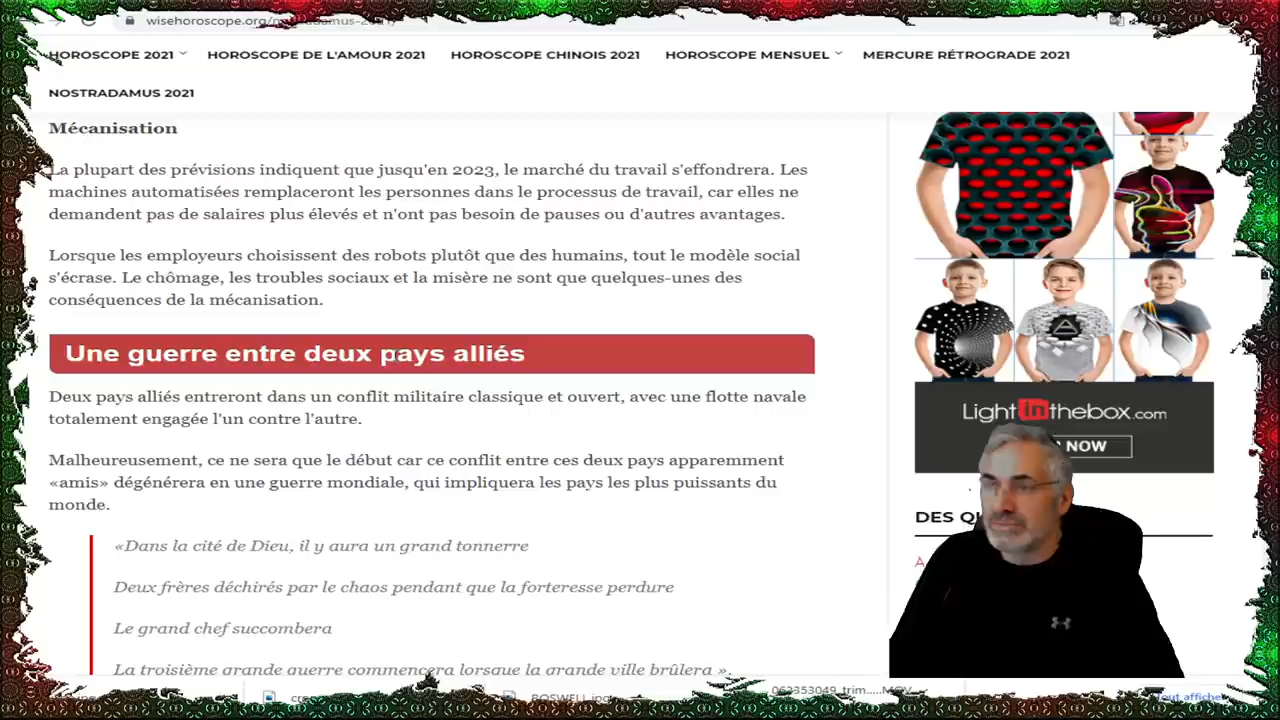 wisehoroscope.org/
HOROSCOPE 2021
HOROSCOPE DE L'AMOUR 2021
HOROSCOPE CHINOIS 2021
HOROSCOPE MENSUEL
MERCURE RÉTROGRADE 2021
NOSTRADAMUS 2021
Mécanisation
La plupart des prévisions indiquent que jusqu'en 2023, le marché du travail s'effondrera. Les
machines automatisées remplaceront les personnes dans le processus de travail, car elles ne
demandent pas de salaires plus élevés et n'ont pas besoin de pauses ou d'autres avantages.
Lorsque les employeurs choisissent des robots plutôt que des humains, tout le modèle social
s'écrase. Le chômage, les troubles sociaux et la misère ne sont que quelques-unes des
conséquences de la mécanisation.
Une guerre entre deux pays alliés
Deux pays alliés entreront dans un conflit militaire classique et ouvert, avec une flotte navale
totalement engagée l'un contre l'autre.
Malheureusement, ce ne sera que le début car ce conflit entre ces deux pays apparemment
«amis» dégénérera en une guerre mondiale, qui impliquera les pays les plus puissants du
monde.
«Dans la cité de Dieu, il y aura un grand tonnerre
Deux frères déchirés par le chaos pendant que la forteresse perdure
Le grand chef succombera
La troisième grande guerre commencera lorsque la grande ville brûlera ».
Lightinthebox.com
NOW
DES QU